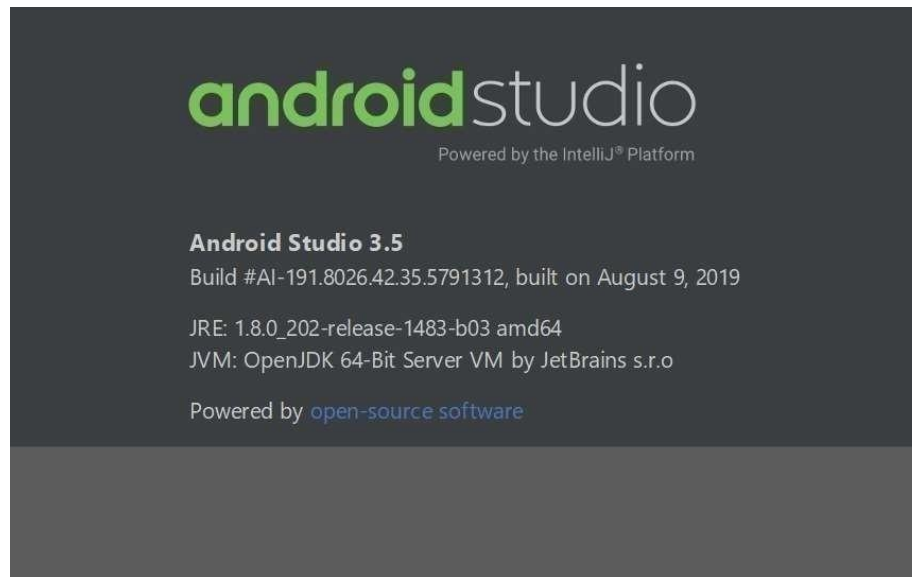 androidstudio
Powered by the IntelliJ® Platform
Android Studio 3.5
Build #AI-191.8026.42.35.5791312, built on August 9, 2019
JRE: 1.8.0_202-release-1483-b03 amd64
JVM: OpenJDK 64-Bit Server VM by JetBrains s.r.o
Powered by open-source software